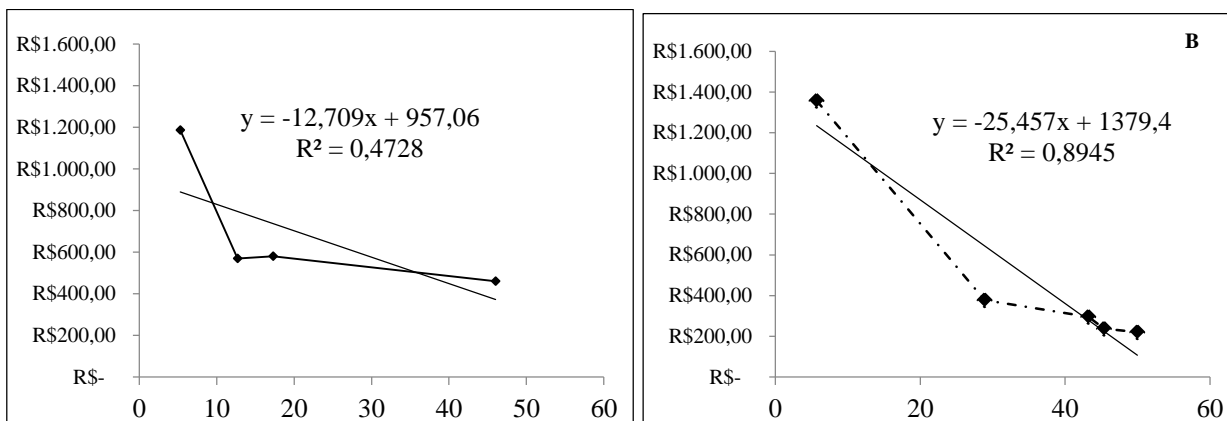 R$1.600,00
R$1.400,00
R$1.200,00
R$1.000,00
R$800,00
R$600,00
R$400,00
R$200,00
R$-
y = -12,709x + 957,06
R² = 0,4728
0 10 20 30 40 50 60
B
R$1.600,00
R$1.400,00
R$1.200,00
R$1.000,00
R$800,00
R$600,00
R$400,00
R$200,00
R$-
y = -25,457x + 1379,4
R² = 0,8945
0 20 40 60